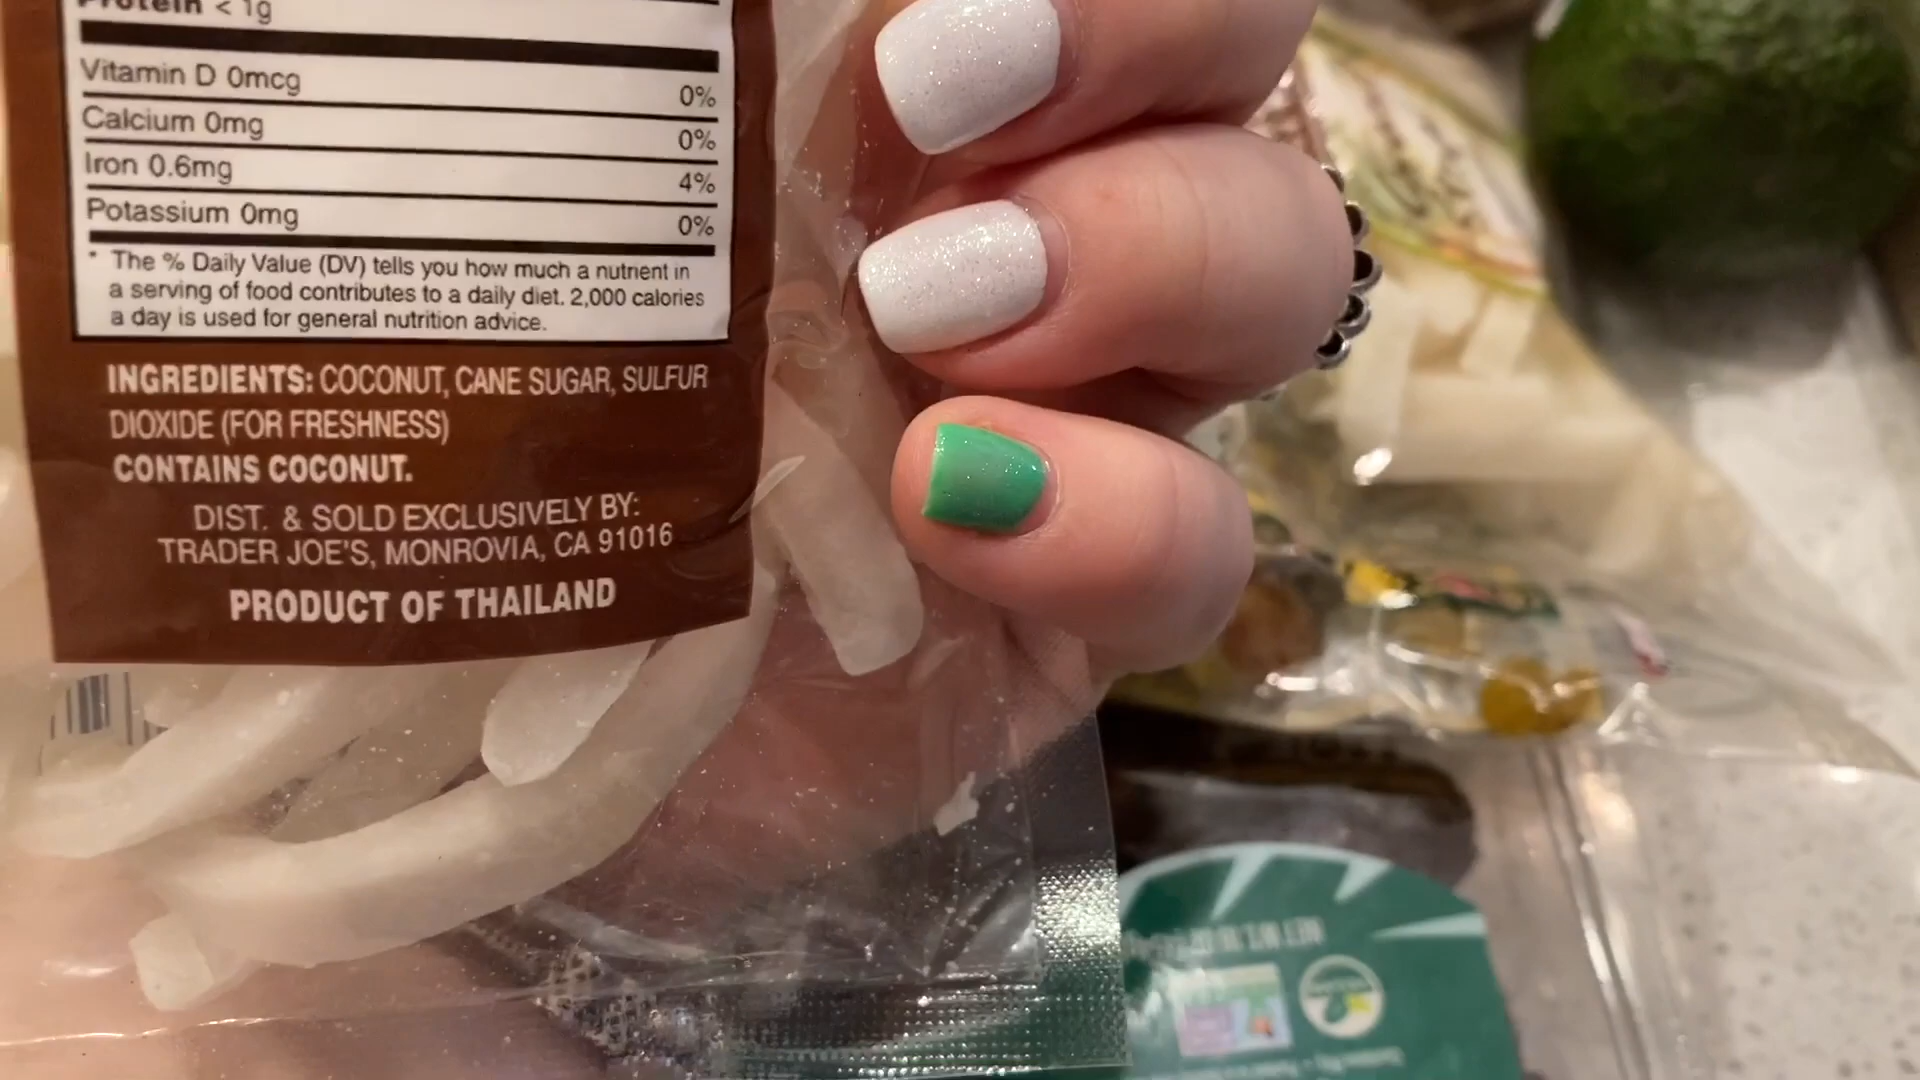 Protein < 1g
Vitamin D 0mcg 0%
Calcium 0mg 0%
Iron 0.6mg 4%
Potassium 0mg 0%
* The % Daily Value (DV) tells you how much a nutrient in
a serving of food contributes to a daily diet. 2,000 calories
a day is used for general nutrition advice.
INGREDIENTS: COCONUT, CANE SUGAR, SULFUR
DIOXIDE (FOR FRESHNESS)
CONTAINS COCONUT.
DIST. & SOLD EXCLUSIVELY BY:
TRADER JOE'S, MONROVIA, CA 91016
PRODUCT OF THAILAND